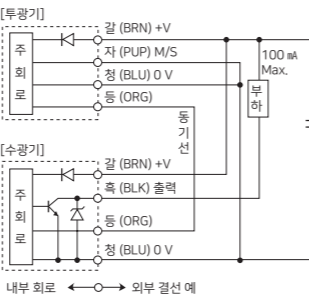 [투광기]
갈 (BRN) +V
자 (PUP) M/S
청 (BLU) 0 V
등 (ORG)
주
회
로
100 mA
Max.
부
하
동
기
선
[수광기]
갈 (BRN) +V
흑 (BLK) 출력
등 (ORG)
청 (BLU) 0 V
주
회
로
내부 회로
외부 결선 예